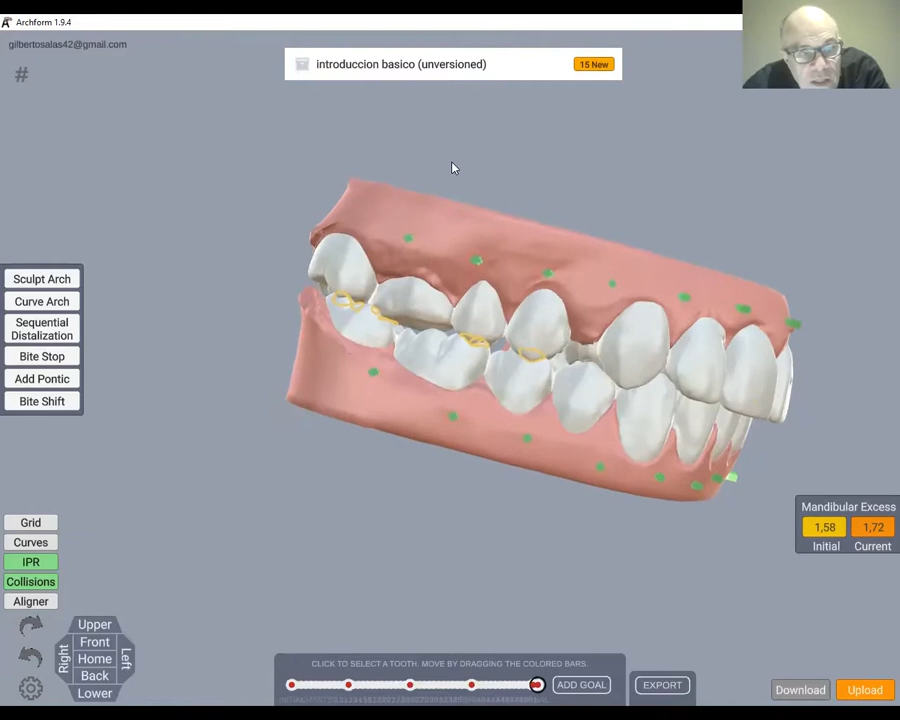 Archform 1.9.4
gilbertosalas42@gmail.com
#
introduccion basico (unversioned)
15 New
Sculpt Arch
Curve Arch
Sequential
Distalization
Bite Stop
Add Pontic
Bite Shift
Mandibular Excess
1,58
1,72
Initial
Current
Grid
Curves
IPR
Collisions
Aligner
Upper
Front
Right
Home
Left
Back
Lower
CLICK TO SELECT A TOOTH. MOVE BY DRAGGING THE COLORED BARS.
ADD GOAL
EXPORT
Download
Upload